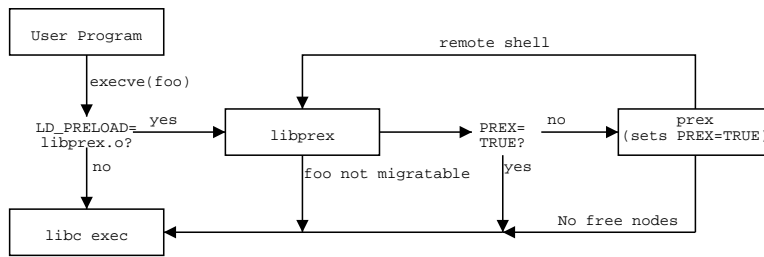 User Program
remote shell
execve(foo)
LD_PRELOAD=
libprex.o?
yes
libprex
PREX=
TRUE?
no
prex
(sets PREX=TRUE)
no
foo not migratable
yes
libc exec
No free nodes